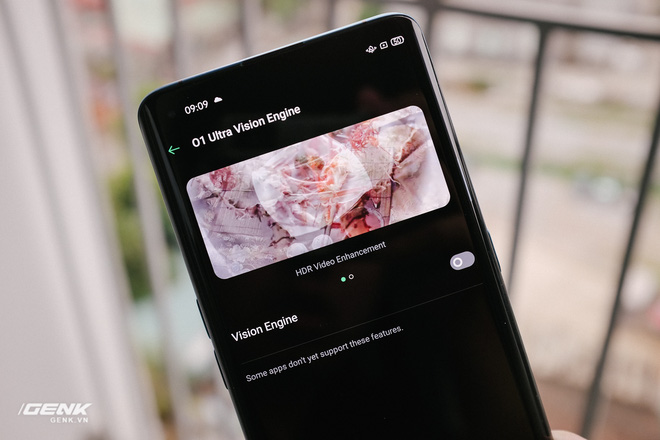 09:09
50
O1 Ultra Vision Engine
HDR Video Enhancement
Vision Engine
Some apps don't yet support these features.
GENK
GENK.VN